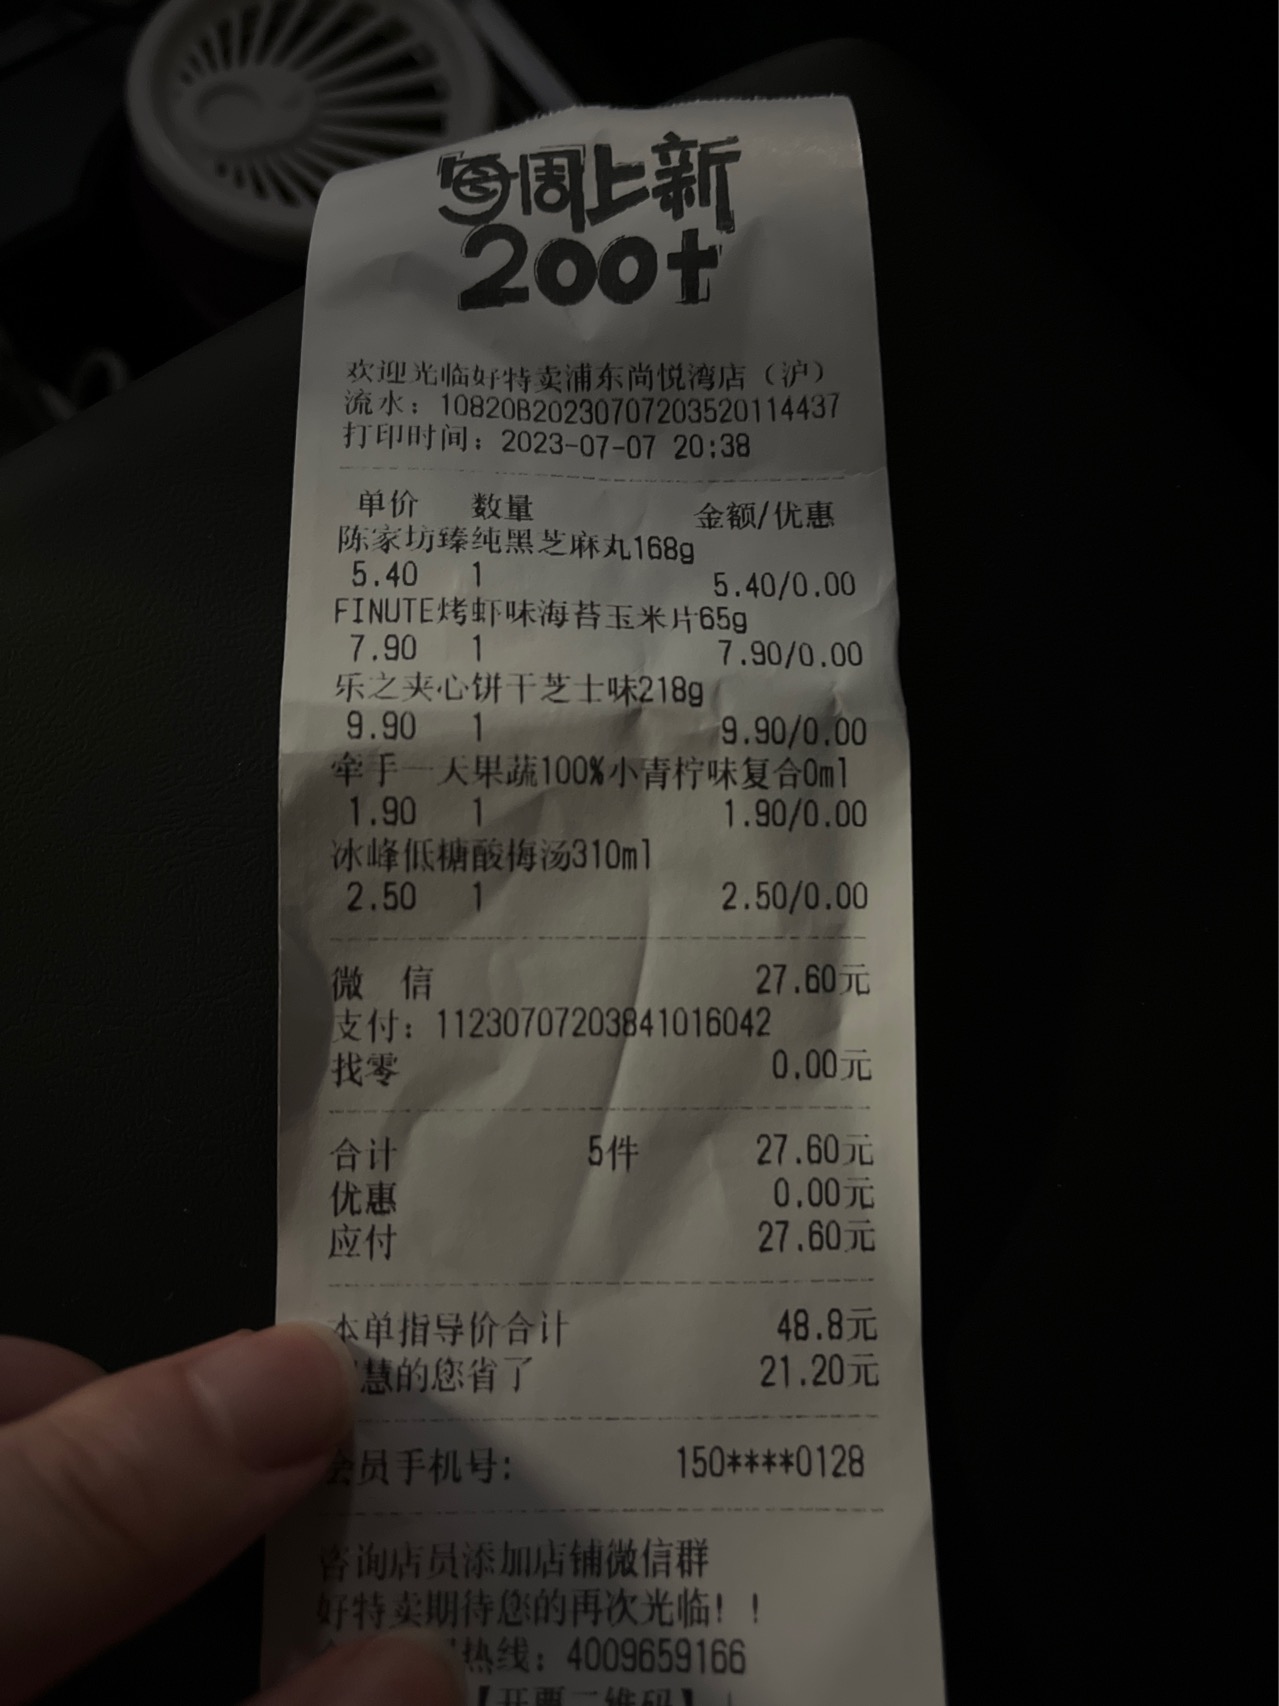 每周上新
200+
欢迎光临好特卖浦东尚悦湾店（沪）
流水：10820B20230707203520114437
打印时间：2023-07-07 20:38
单价 数量 金额/优惠
陈家坊臻纯黑芝麻丸168g
5.40 1 5.40/0.00
FINUTE烤虾味海苔玉米片65g
7.90 1 7.90/0.00
乐之夹心饼干芝士味218g
9.90 1 9.90/0.00
牵手一天果蔬100%小青柠味复合0ml
1.90 1 1.90/0.00
冰峰低糖酸梅汤310ml
2.50 1 2.50/0.00
微 信 27.60元
支付：11230707203841016042
找零 0.00元
合计 5件 27.60元
优惠 0.00元
应付 27.60元
本单指导价合计 48.8元
慧的您省了 21.20元
会员手机号: 150****0128
咨询店员添加店铺微信群
好特卖期待您的再次光临！！
热线：4009659166
【开票二维码】